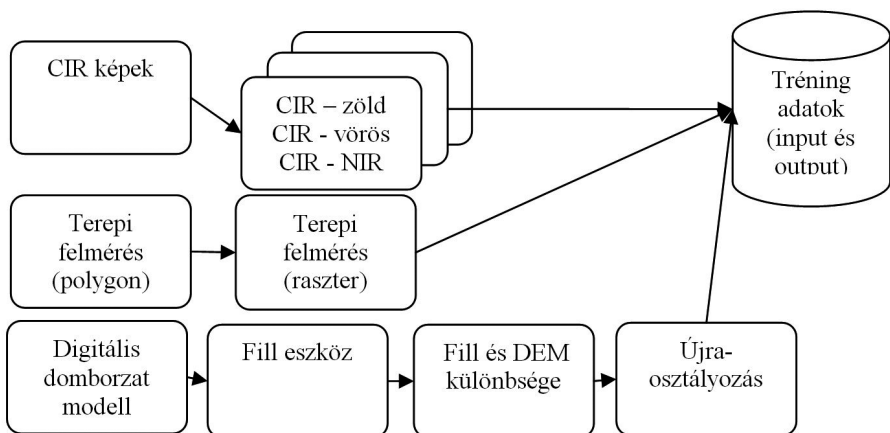 CIR képek
CIR – zöld
CIR - vörös
CIR - NIR
Tréning
adatok
(input és
output)
Terepi
felmérés
(polygon)
Terepi
felmérés
(raszter)
Digitális
domborzat
modell
Fill eszköz
Fill és DEM
különbsége
Újra-
osztályozás